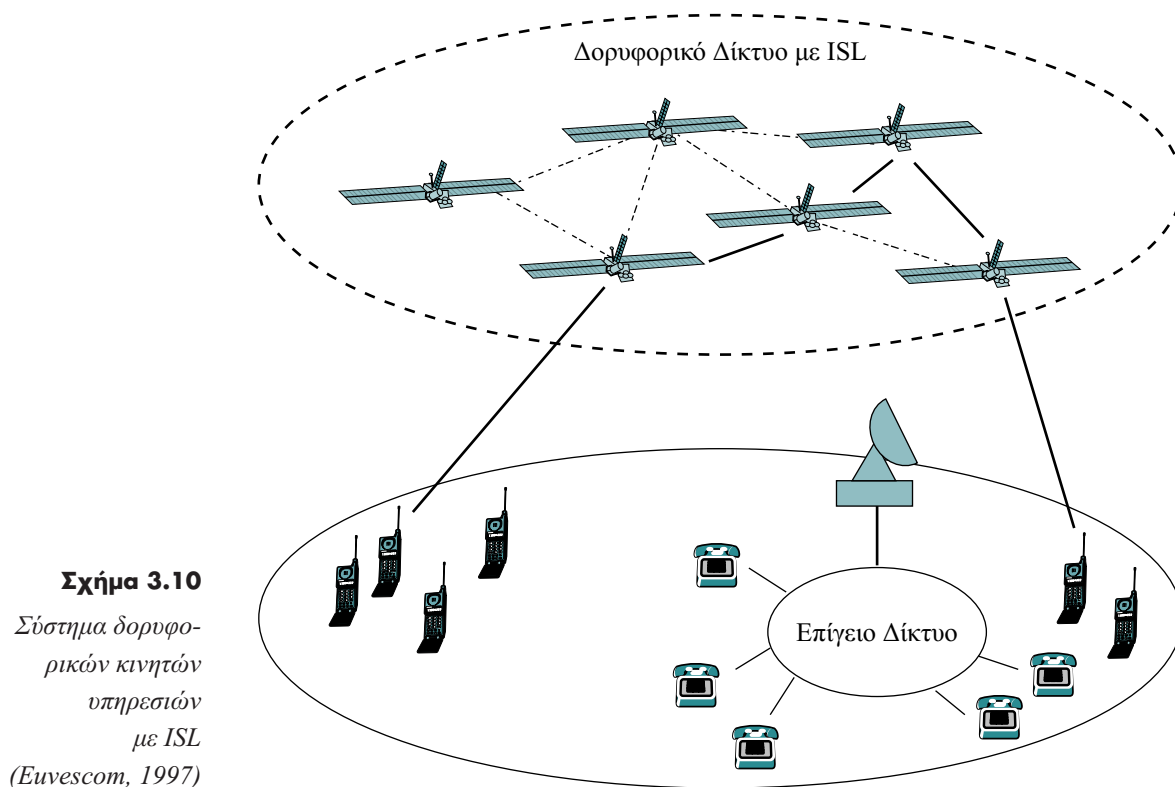 Δορυφορικό Δίκτυο με ISL
Επίγειο Δίκτυο
Σχήμα 3.10
Σύστημα δορυφο-
ρικών κινητών
υπηρεσιών
με ISL
(Euvescom, 1997)